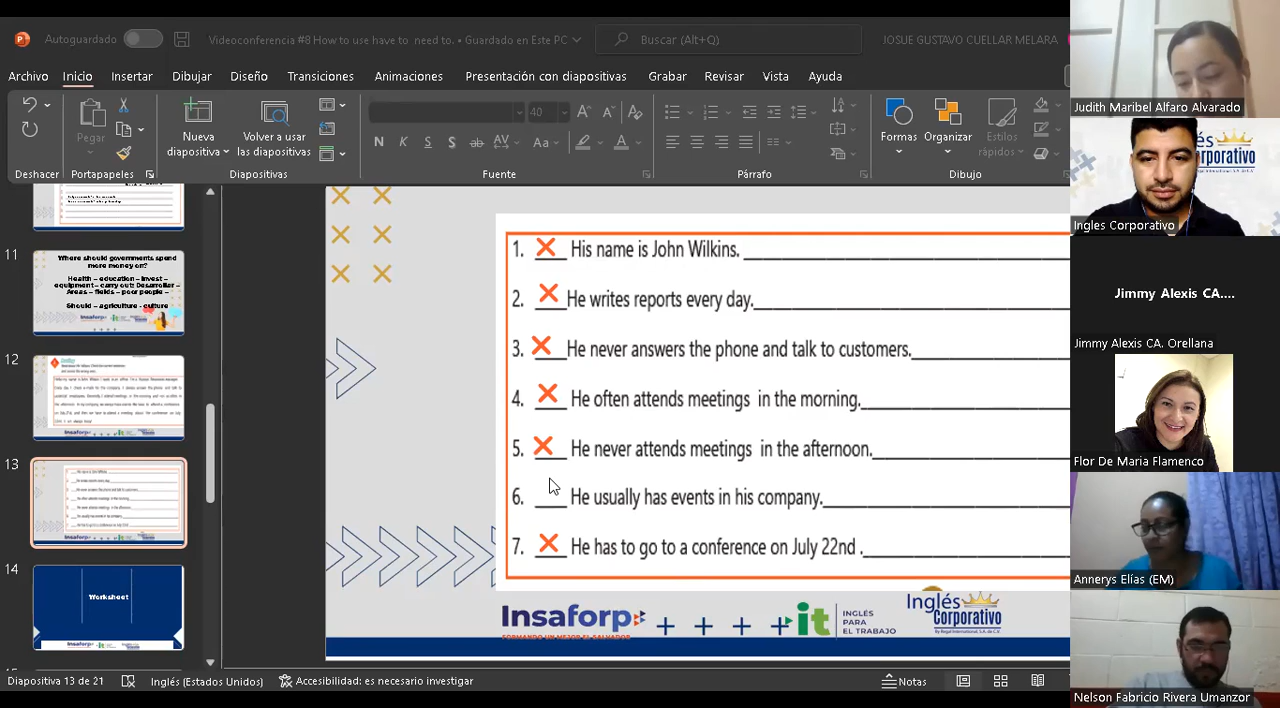 Autoguardado
Videoconferencia #8 How to use have to need to. • Guardado en Este PC
Buscar (Alt+Q)
JOSUE GUSTAVO CUELLAR MELARA
Archivo Inicio Insertar Dibujar Diseño Transiciones Animaciones Presentación con diapositivas Grabar Revisar Vista Ayuda
Pegar
Nueva diapositiva
Volver a usar las diapositivas
40
N K S S ab AV Aa A
Formas Organizar Estilos rápidos
Deshacer Portapapeles Diapositivas Fuente Párrafo Dibujo
11
Where should governments spend
more money on?
Health – education – invest –
equipment – carry out: Desarrollar –
Areas – fields – poor people –
Should – agriculture - culture
12
13
14
Worksheet
1. His name is John Wilkins.
2. He writes reports every day.
3. He never answers the phone and talk to customers.
4. He often attends meetings in the morning.
5. He never attends meetings in the afternoon.
6. He usually has events in his company.
7. He has to go to a conference on July 22nd .
Insaforp
FORMANDO UN MEJOR EL SALVADOR
it INGLÉS PARA EL TRABAJO
Inglés Corporativo
By Regal International, S.A. de C.V.
Diapositiva 13 de 21
Inglés (Estados Unidos)
Accesibilidad: es necesario investigar
Notas
Judith Maribel Alfaro Alvarado
Ingles Corporativo
Jimmy Alexis CA....
Jimmy Alexis CA. Orellana
Flor De Maria Flamenco
Annerys Elías (EM)
Nelson Fabricio Rivera Umanzor